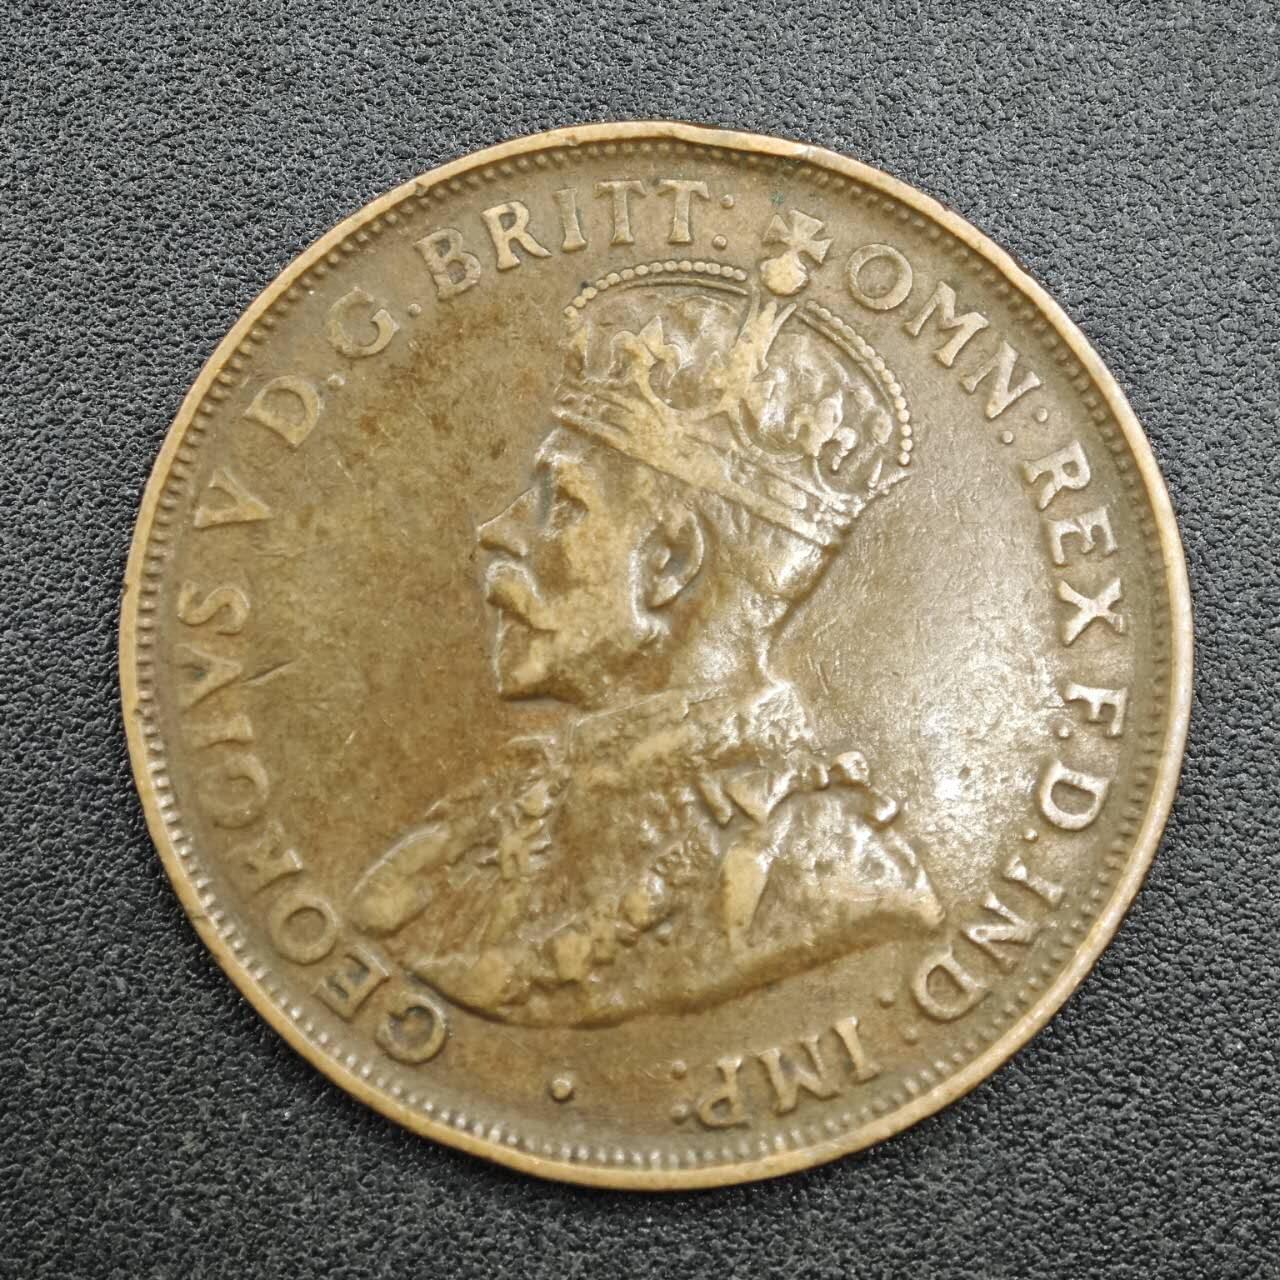 GEORGIVS V D.G. BRITT: OMN: REX F.D. IND: IMP: